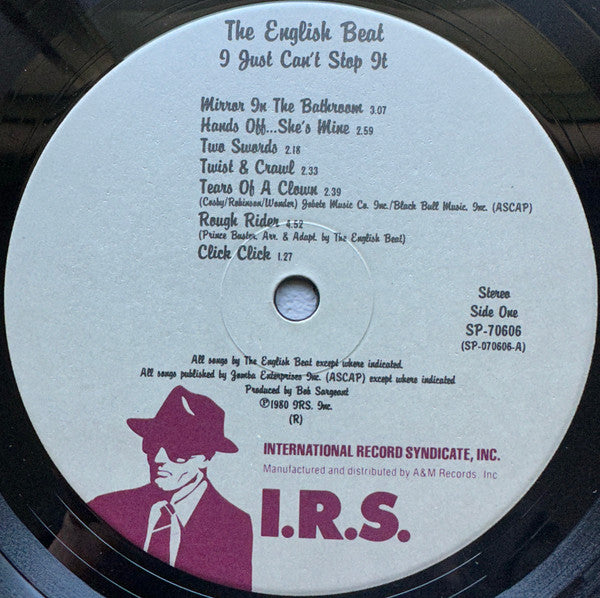 The English Beat
I Just Can't Stop It
Mirror In The Bathroom 3.07
Hands Off...She's Mine 2.59
Two Swords 2.18
Twist & Crawl 2.33
Tears Of A Clown 2.39
(Cosby/Robinson/Wonder) Jobete Music Co. Inc./Black Bull Music, Inc. (ASCAP)
Rough Rider 4.52
(Prince Buster. Arr. & Adapt. by The English Beat)
Click Click 1.27
Stereo
Side One
SP-70606
(SP-070606-A)
All songs by The English Beat except where indicated.
All songs published by Zomba Enterprises Inc. (ASCAP) except where indicated
Produced by Bob Sargeant
℗1980 IRS. Inc.
(R)
INTERNATIONAL RECORD SYNDICATE, INC.
Manufactured and distributed by A&M Records, Inc
I.R.S.